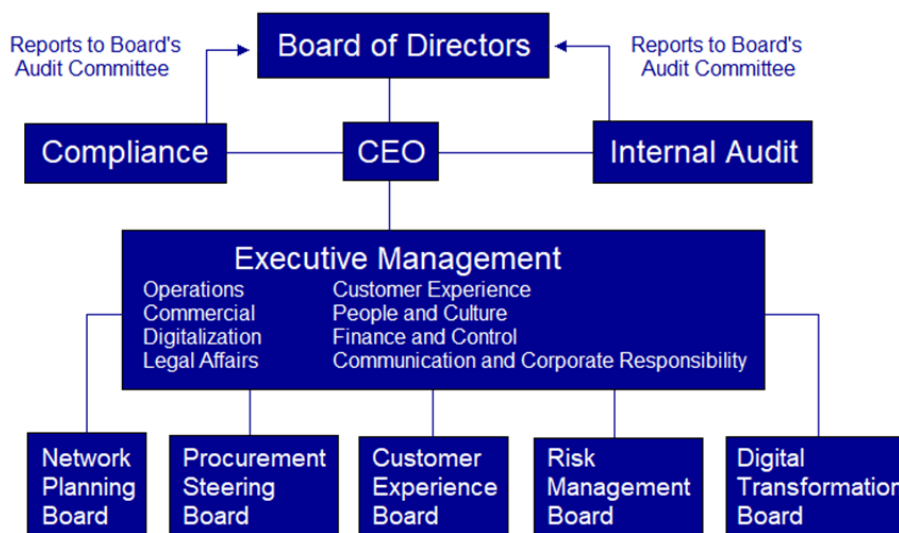 Reports to Board's
Audit Committee
Board of Directors
Reports to Board's
Audit Committee
Compliance
CEO
Internal Audit
Executive Management
Operations
Customer Experience
Commercial
People and Culture
Digitalization
Finance and Control
Legal Affairs
Communication and Corporate Responsibility
Network
Planning
Board
Procurement
Steering
Board
Customer
Experience
Board
Risk
Management
Board
Digital
Transformation
Board